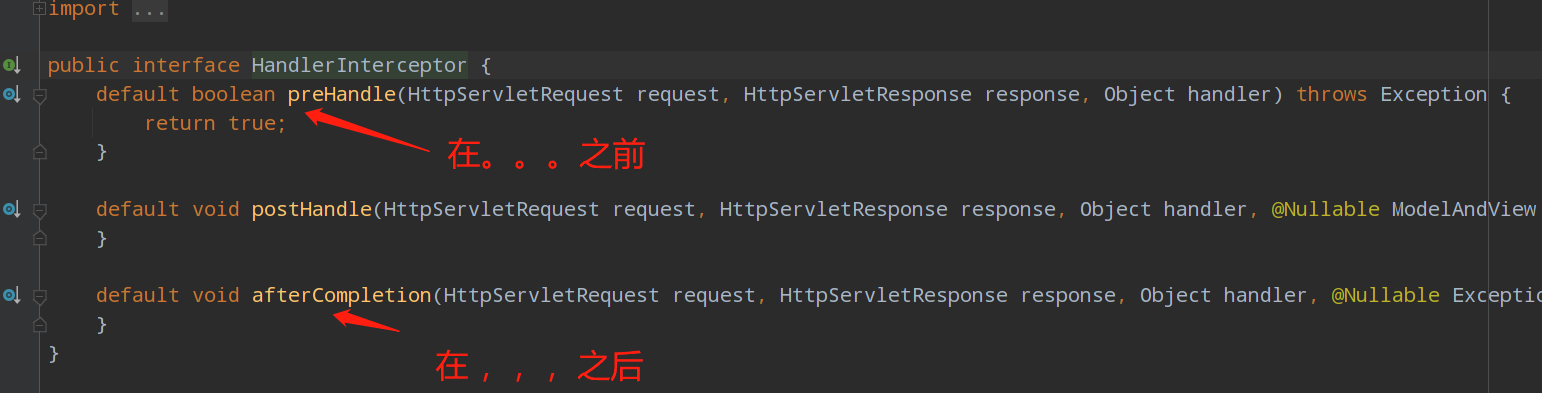 import ...
public interface HandlerInterceptor {
default boolean preHandle(HttpServletRequest request, HttpServletResponse response, Object handler) throws Exception {
return true;
在。。。之前
}
default void postHandle(HttpServletRequest request, HttpServletResponse response, Object handler, @Nullable ModelAndView
}
default void afterCompletion(HttpServletRequest request, HttpServletResponse response, Object handler, @Nullable Exceptio
}
}
在，，，之后